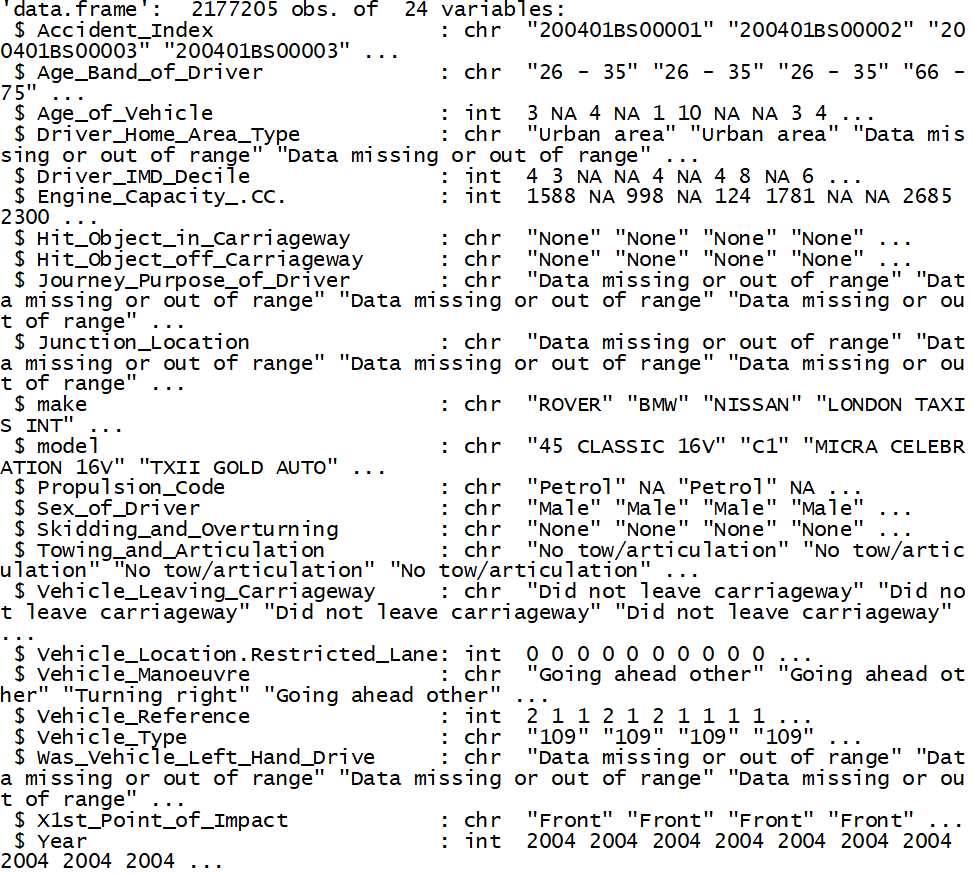 'data.frame':  2177205 obs. of  24 variables:
 $ Accident_Index                  : chr  "200401BS00001" "200401BS00002" "20
0401BS00003" "200401BS00003" ...
 $ Age_Band_of_Driver              : chr  "26 - 35" "26 - 35" "26 - 35" "66 -
75" ...
 $ Age_of_Vehicle                  : int  3 NA 4 NA 1 10 NA NA 3 4 ...
 $ Driver_Home_Area_Type           : chr  "Urban area" "Urban area" "Data mis
sing or out of range" "Data missing or out of range" ...
 $ Driver_IMD_Decile               : int  4 3 NA NA 4 NA 4 8 NA 6 ...
 $ Engine_Capacity_.CC.            : int  1588 NA 998 NA 124 1781 NA NA 2685
2300 ...
 $ Hit_Object_in_Carriageway       : chr  "None" "None" "None" "None" ...
 $ Hit_Object_off_Carriageway      : chr  "None" "None" "None" "None" ...
 $ Journey_Purpose_of_Driver       : chr  "Data missing or out of range" "Dat
a missing or out of range" "Data missing or out of range" "Data missing or ou
t of range" ...
 $ Junction_Location               : chr  "Data missing or out of range" "Dat
a missing or out of range" "Data missing or out of range" "Data missing or ou
t of range" ...
 $ make                            : chr  "ROVER" "BMW" "NISSAN" "LONDON TAXI
S INT" ...
 $ model                           : chr  "45 CLASSIC 16V" "C1" "MICRA CELEBR
ATION 16V" "TXII GOLD AUTO" ...
 $ Propulsion_Code                 : chr  "Petrol" NA "Petrol" NA ...
 $ Sex_of_Driver                   : chr  "Male" "Male" "Male" "Male" ...
 $ Skidding_and_Overturning        : chr  "None" "None" "None" "None" ...
 $ Towing_and_Articulation         : chr  "No tow/articulation" "No tow/artic
ulation" "No tow/articulation" "No tow/articulation" ...
 $ Vehicle_Leaving_Carriageway     : chr  "Did not leave carriageway" "Did no
t leave carriageway" "Did not leave carriageway" "Did not leave carriageway"
...
 $ Vehicle_Location.Restricted_Lane: int  0 0 0 0 0 0 0 0 0 0 ...
 $ Vehicle_Manoeuvre               : chr  "Going ahead other" "Going ahead ot
her" "Turning right" "Going ahead other" ...
 $ Vehicle_Reference               : int  2 1 1 2 1 2 1 1 1 1 ...
 $ Vehicle_Type                    : chr  "109" "109" "109" "109" ...
 $ Was_Vehicle_Left_Hand_Drive     : chr  "Data missing or out of range" "Dat
a missing or out of range" "Data missing or out of range" "Data missing or ou
t of range" ...
 $ X1st_Point_of_Impact            : chr  "Front" "Front" "Front" "Front" ...
 $ Year                            : int  2004 2004 2004 2004 2004 2004 2004
2004 2004 2004 ...